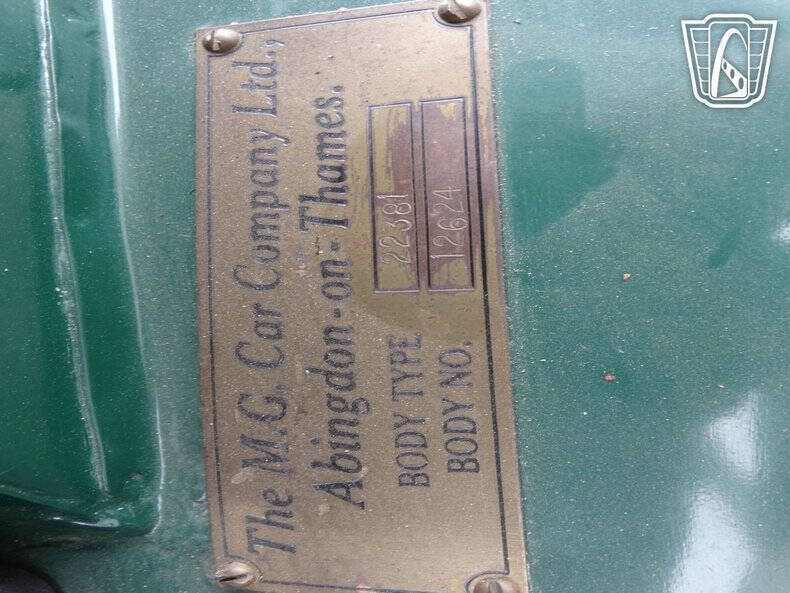 The M.G. Car Company Ltd.,
Abingdon-on-Thames.
BODY TYPE 22381
BODY NO. 12624